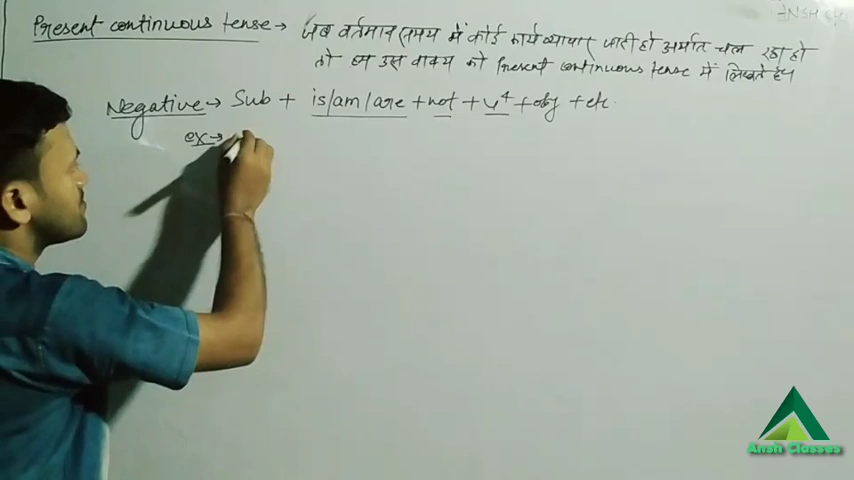 ANSH
Present continuous tense → जब वर्तमान समय में कोई कार्य व्यापार जारी हो अर्थात चल रहा हो
तो हम उस वाक्य को Present continuous tense में लिखते हैं।
Negative → Sub + is/am/are + not + v⁴ + obj + etc.
ex →
Ansh Classes